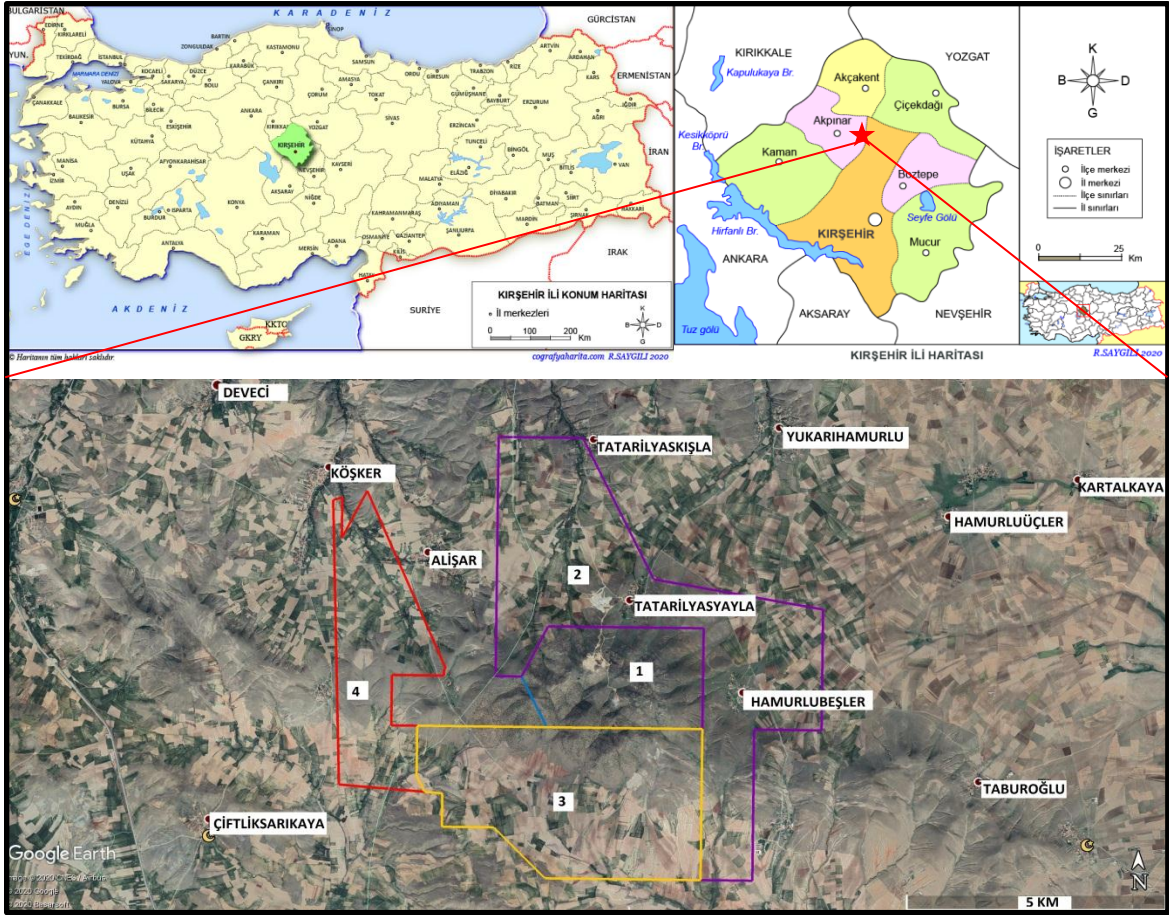 BULGARİSTAN
KARADENİZ
GÜRCİSTAN
YUN.
ERMENİSTAN
İRAN
IRAK
SURİYE
EGE DENİZİ
AKDENİZ
MARMARA DENİZİ
EDİRNE
KIRKLARELİ
TEKİRDAĞ
İSTANBUL
YALOVA
KOCAELİ
SAKARYA
DÜZCE
BOLU
ZONGULDAK
BARTIN
KARABÜK
KASTAMONU
SİNOP
ÇANKIRI
SAMSUN
AMASYA
ÇORUM
TOKAT
ORDU
GİRESUN
TRABZON
RİZE
ARTVİN
ARDAHAN
KARS
GÜMÜŞHANE
BAYBURT
ERZURUM
IĞDIR
AĞRI
ÇANAKKALE
BALIKESİR
BURSA
BİLECİK
ESKİŞEHİR
KÜTAHYA
ANKARA
KIRIKKALE
YOZGAT
SİVAS
ERZİNCAN
TUNCELİ
BİNGÖL
MUŞ
VAN
BİTLİS
MANİSA
İZMİR
UŞAK
AFYONKARAHİSAR
KIRŞEHİR
NEVŞEHİR
KAYSERİ
AKSARAY
NİĞDE
MALATYA
ELAZIĞ
DİYARBAKIR
BATMAN
SİİRT
ŞIRNAK
HAKKARİ
AYDIN
DENİZLİ
MUĞLA
BURDUR
ISPARTA
ANTALYA
KONYA
KARAMAN
MERSİN
ADANA
OSMANİYE
KAHRAMANMARAŞ
GAZİANTEP
ADIYAMAN
ŞANLIURFA
MARDİN
KİLİS
HATAY
KKTC
GKRY
KIRŞEHİR İLİ KONUM HARİTASI
İl merkezleri
0 100 200
Km
K
B D
G
© Haritanın tüm hakları saklıdır.
cografyaharita.com R.SAYGILI 2020
KIRIKKALE
Kapulukaya Br.
YOZGAT
Akçakent
Çiçekdağı
Akpınar
Kesikköprü
Br.
Kaman
Boztepe
Seyfe Gölü
Hirfanlı Br.
KIRŞEHİR
Mucur
ANKARA
AKSARAY
NEVŞEHİR
Tuz gölü
K
B D
G
İŞARETLER
İlçe merkezi
İl merkezi
İlçe sınırları
İl sınırları
0 25
Km
KIRŞEHİR İLİ HARİTASI
R.SAYGILI 2020
DEVECİ
KÖŞKER
ALİŞAR
TATARİLYASKIŞLA
YUKARIHAMURLU
KARTALKAYA
HAMURLUÜÇLER
2
TATARİLYASYAYLA
1
4
HAMURLUBEŞLER
3
TABUROĞLU
ÇİFTLİKSARIKAYA
Google Earth
© 2020 Google
N
5 KM